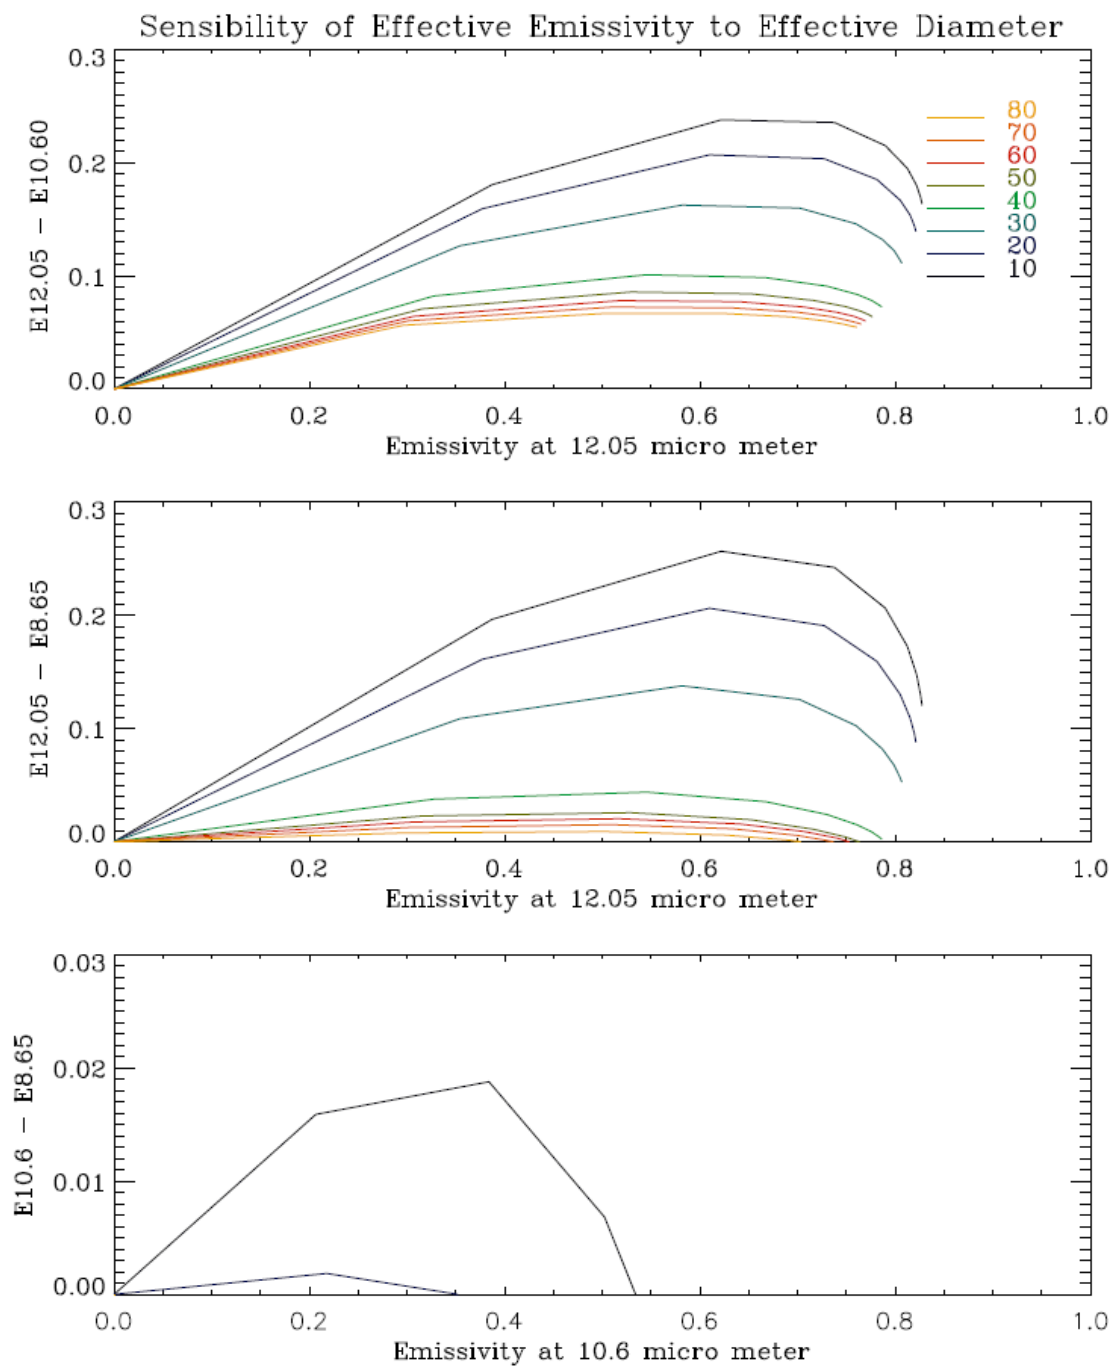 Sensibility of Effective Emissivity to Effective Diameter
E12.05 - E10.60
0.3
0.2
0.1
0.0
80
70
60
50
40
30
20
10
0.0 0.2 0.4 0.6 0.8 1.0
Emissivity at 12.05 micro meter
E12.05 - E8.65
0.3
0.2
0.1
0.0
0.0 0.2 0.4 0.6 0.8 1.0
Emissivity at 12.05 micro meter
E10.6 - E8.65
0.03
0.02
0.01
0.00
0.0 0.2 0.4 0.6 0.8 1.0
Emissivity at 10.6 micro meter